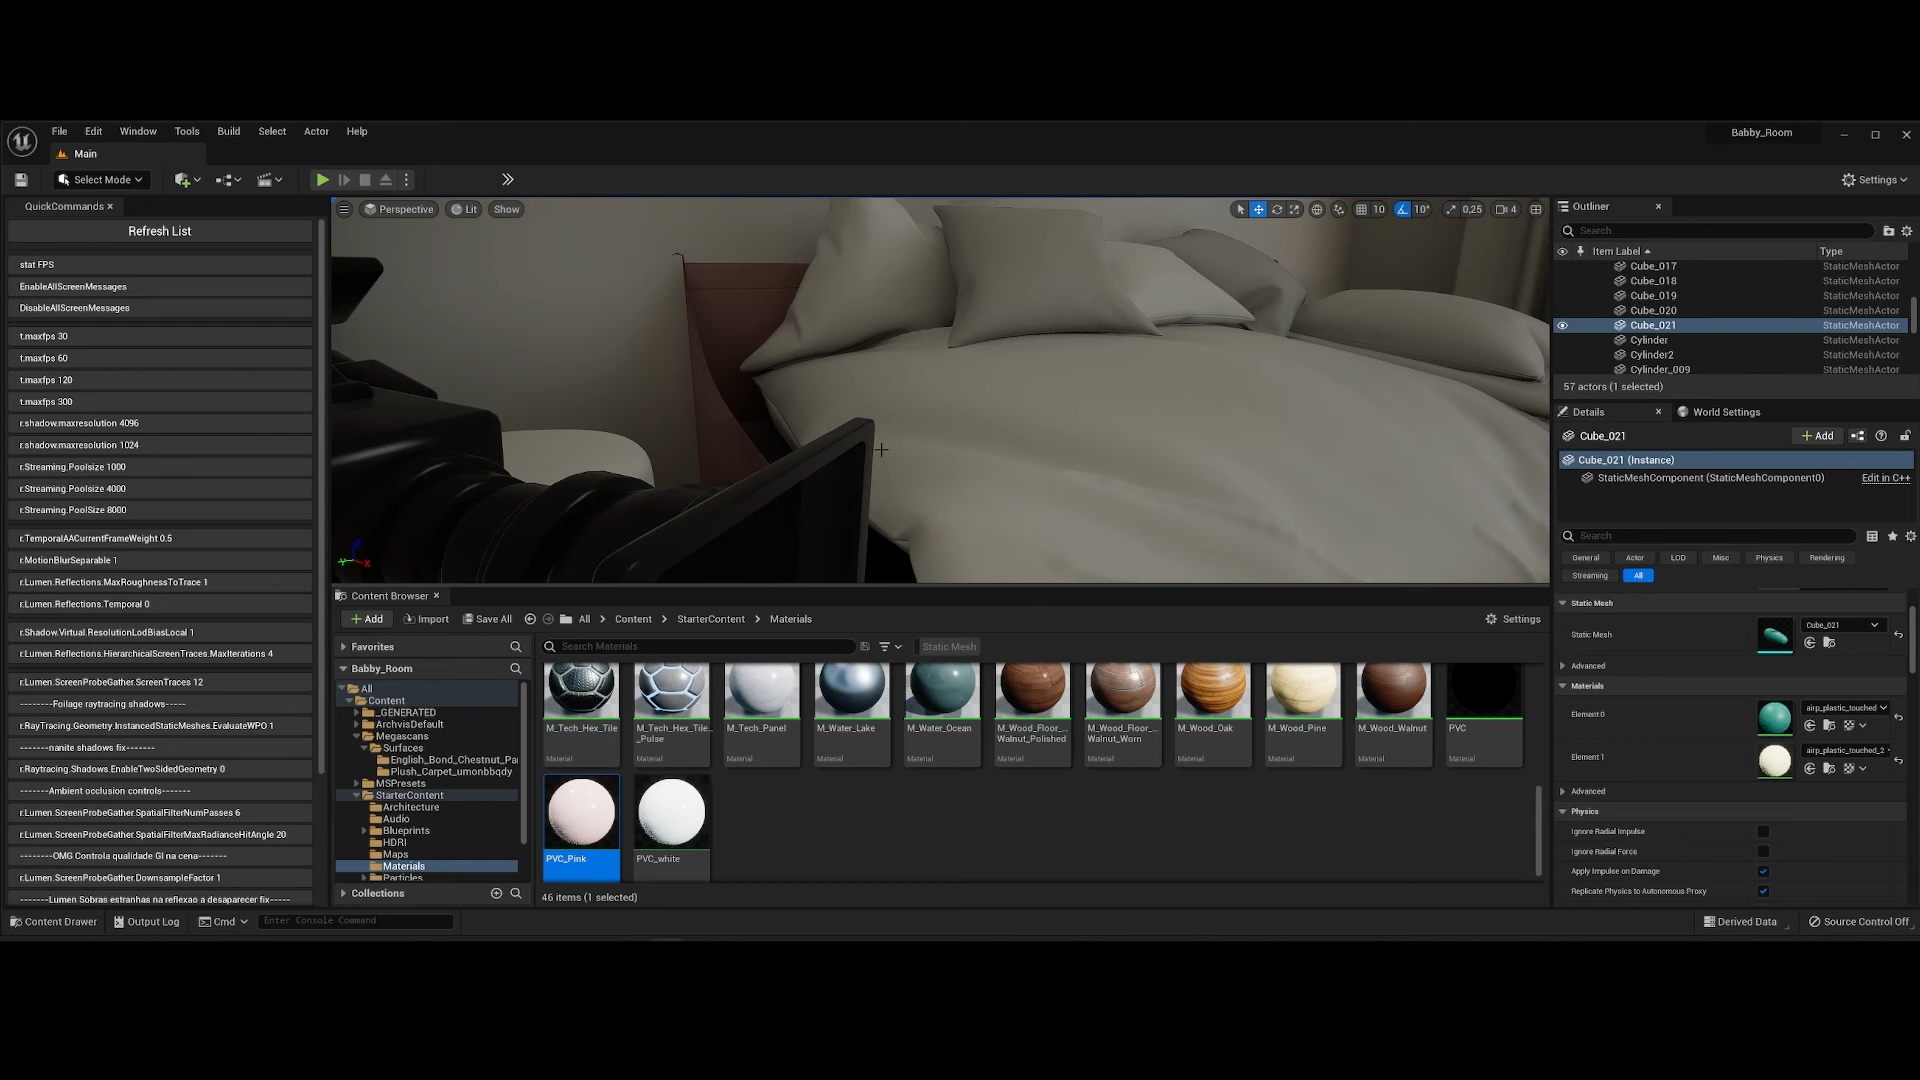 File Edit Window Tools Build Select Actor Help
Babby_Room
Main
Select Mode
Settings
QuickCommands
Refresh List
stat FPS
EnableAllScreenMessages
DisableAllScreenMessages
t.maxfps 30
t.maxfps 60
t.maxfps 120
t.maxfps 300
r.shadow.maxresolution 4096
r.shadow.maxresolution 1024
r.Streaming.Poolsize 1000
r.Streaming.Poolsize 4000
r.Streaming.PoolSize 8000
r.TemporalAACurrentFrameWeight 0.5
r.MotionBlurSeparable 1
r.Lumen.Reflections.MaxRoughnessToTrace 1
r.Lumen.Reflections.Temporal 0
r.Shadow.Virtual.ResolutionLodBiasLocal 1
r.Lumen.Reflections.HierarchicalScreenTraces.MaxIterations 4
r.Lumen.ScreenProbeGather.ScreenTraces 12
--------Foilage raytracing shadows-----
r.RayTracing.Geometry.InstancedStaticMeshes.EvaluateWPO 1
-------nanite shadows fix-------
r.Raytracing.Shadows.EnableTwoSidedGeometry 0
-------Ambient occlusion controls-------
r.Lumen.ScreenProbeGather.SpatialFilterNumPasses 6
r.Lumen.ScreenProbeGather.SpatialFilterMaxRadianceHitAngle 20
--------OMG Controla qualidade GI na cena-------
r.Lumen.ScreenProbeGather.DownsampleFactor 1
-------Lumen Sobras estranhas na reflexao a desaparecer fix-----
Perspective Lit Show
10 10° 0,25 4
Content Browser
Add Import Save All All Content StarterContent Materials Settings
Favorites
Babby_Room
All
Content
_GENERATED
ArchvisDefault
Megascans
Surfaces
English_Bond_Chestnut_Pa
Plush_Carpet_umonbbqdy
MSPresets
StarterContent
Architecture
Audio
Blueprints
HDRI
Maps
Materials
Particles
Collections
Search Materials Static Mesh
M_Tech_Hex_Tile
Material
M_Tech_Hex_Tile_
_Pulse
Material
M_Tech_Panel
Material
M_Water_Lake
Material
M_Water_Ocean
Material
M_Wood_Floor_
Walnut_Polished
Material
M_Wood_Floor_
Walnut_Worn
Material
M_Wood_Oak
Material
M_Wood_Pine
Material
M_Wood_Walnut
Material
PVC
Material
PVC_Pink
PVC_white
46 items (1 selected)
Outliner
Search...
Item Label Type
Cube_017 StaticMeshActor
Cube_018 StaticMeshActor
Cube_019 StaticMeshActor
Cube_020 StaticMeshActor
Cube_021 StaticMeshActor
Cylinder StaticMeshActor
Cylinder2 StaticMeshActor
Cylinder_009 StaticMeshActor
57 actors (1 selected)
Details World Settings
Cube_021 Add
Cube_021 (Instance)
StaticMeshComponent (StaticMeshComponent0) Edit in C++
Search
General Actor LOD Misc Physics Rendering
Streaming All
Static Mesh
Static Mesh Cube_021
Advanced
Materials
Element 0 airp_plastic_touched
Element 1 airp_plastic_touched_2
Advanced
Physics
Ignore Radial Impulse
Ignore Radial Force
Apply Impulse on Damage
Replicate Physics to Autonomous Proxy
Content Drawer Output Log Cmd Enter Console Command
Derived Data Source Control Off